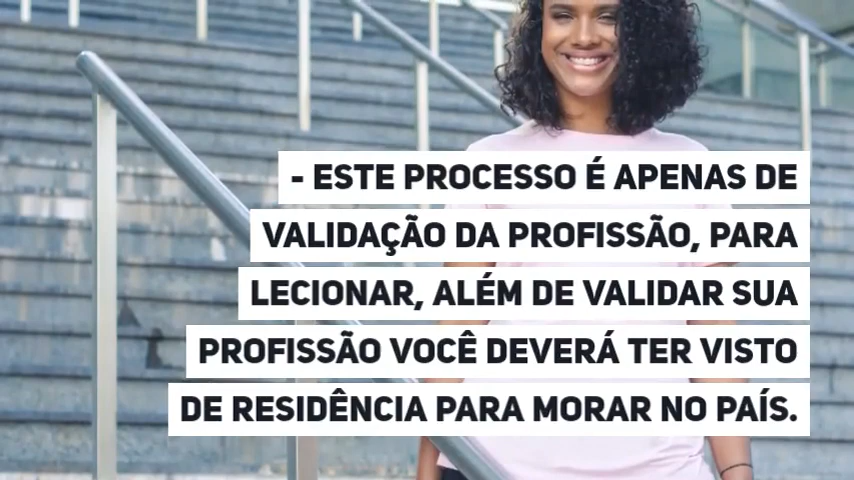 - ESTE PROCESSO É APENAS DE
VALIDAÇÃO DA PROFISSÃO, PARA
LECIONAR, ALÉM DE VALIDAR SUA
PROFISSÃO VOCÊ DEVERÁ TER VISTO
DE RESIDÊNCIA PARA MORAR NO PAÍS.